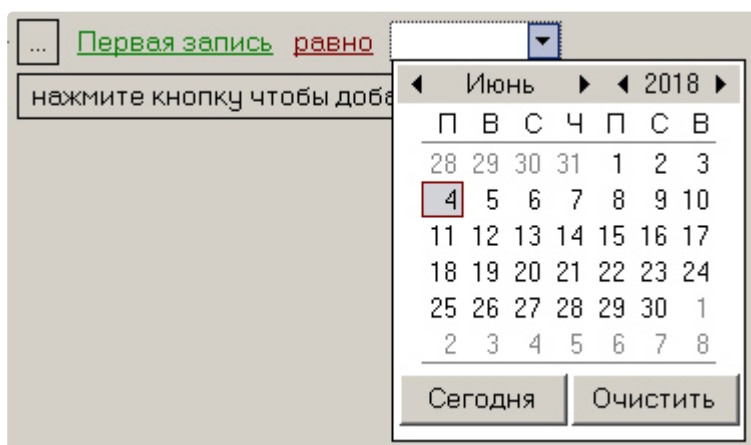 ... Первая запись равно
нажмите кнопку чтобы
Июнь 2018
П В С Ч П С В
28 29 30 31 1 2 3
4 5 6 7 8 9 10
11 12 13 14 15 16 17
18 19 20 21 22 23 24
25 26 27 28 29 30 1
2 3 4 5 6 7 8
Сегодня Очистить